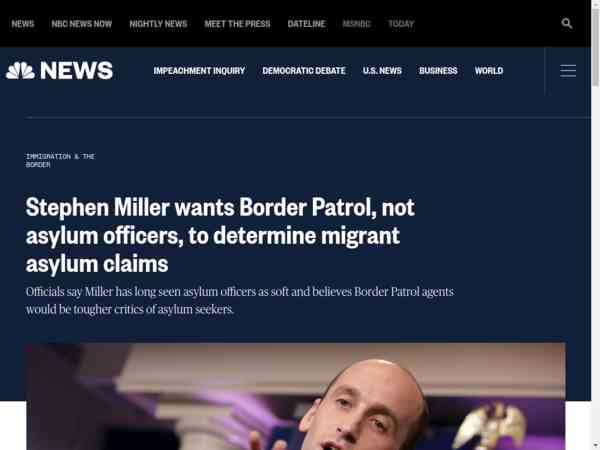 NEWS NBC NEWS NOW NIGHTLY NEWS MEET THE PRESS DATELINE MSNBC TODAY
NEWS IMPEACHMENT INQUIRY DEMOCRATIC DEBATE U.S. NEWS BUSINESS WORLD
IMMIGRATION & THE
BORDER
Stephen Miller wants Border Patrol, not
asylum officers, to determine migrant
asylum claims
Officials say Miller has long seen asylum officers as soft and believes Border Patrol agents
would be tougher critics of asylum seekers.